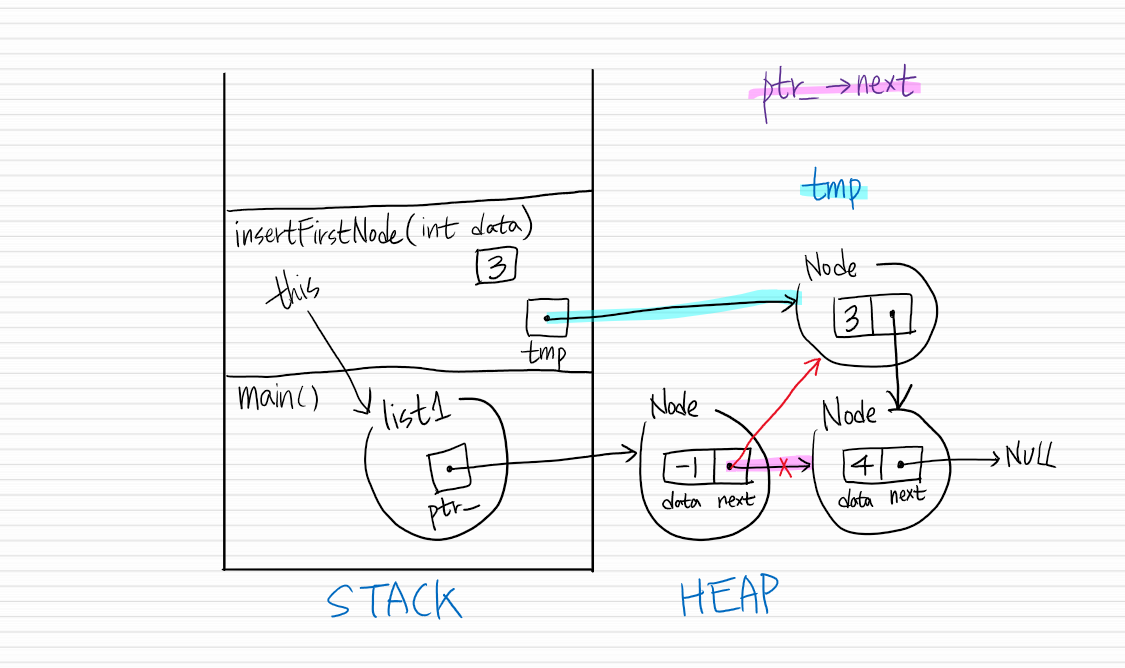 ptr_ → next
tmp
insertFirstNode(int data)
3
this
tmp
Node
3
main()
list1
ptr_
Node
-1
data next
x
Node
4
data next
NULL
STACK
HEAP